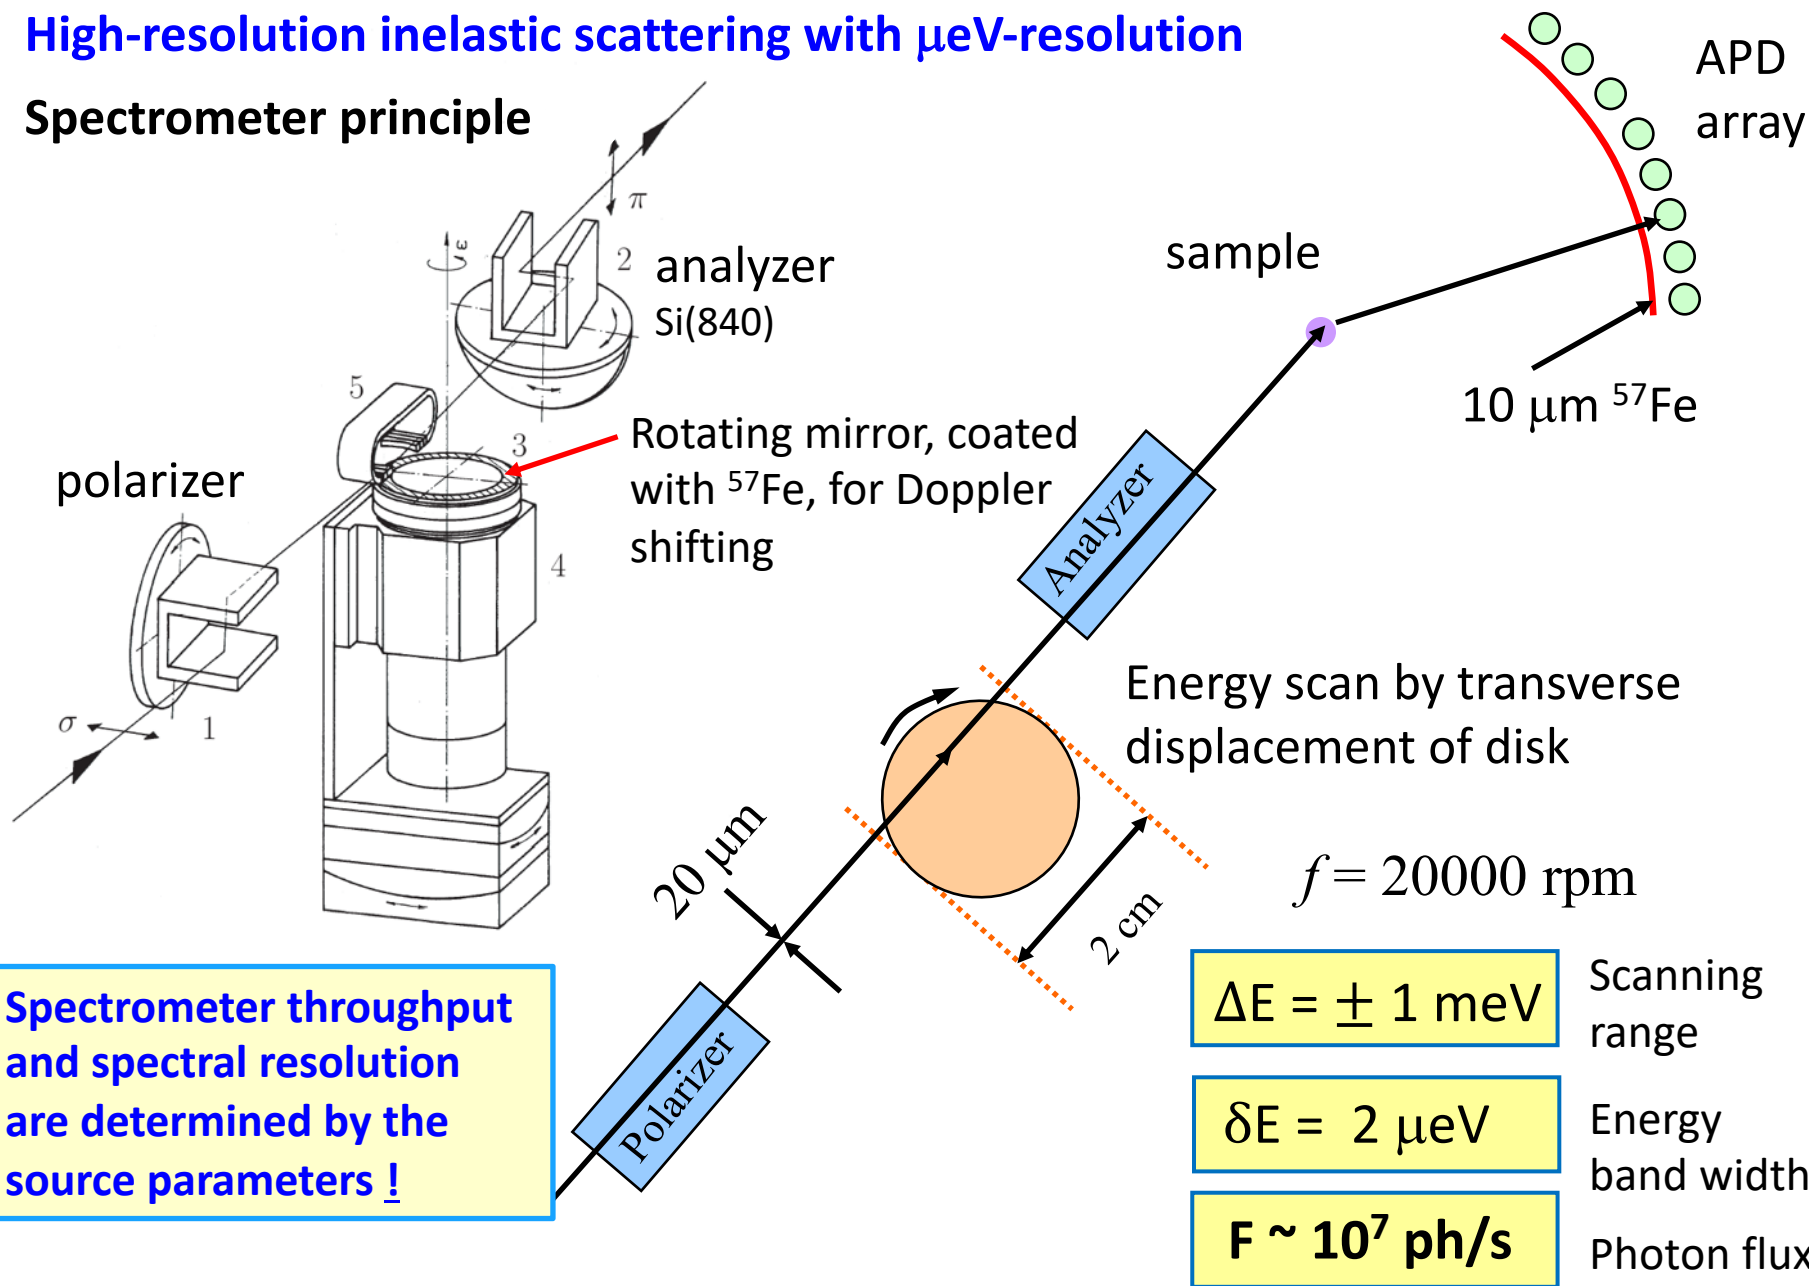 High-resolution inelastic scattering with μeV-resolution
Spectrometer principle
APD
array
π
ε
2
analyzer
Si(840)
sample
5
10 μm ⁵⁷Fe
3
Rotating mirror, coated
with ⁵⁷Fe, for Doppler
shifting
polarizer
4
Analyzer
σ
1
Energy scan by transverse
displacement of disk
20 μm
2 cm
f = 20000 rpm
Polarizer
Spectrometer throughput
and spectral resolution
are determined by the
source parameters !
ΔE = ± 1 meV
Scanning
range
δE = 2 μeV
Energy
band width
F ~ 10⁷ ph/s
Photon flux